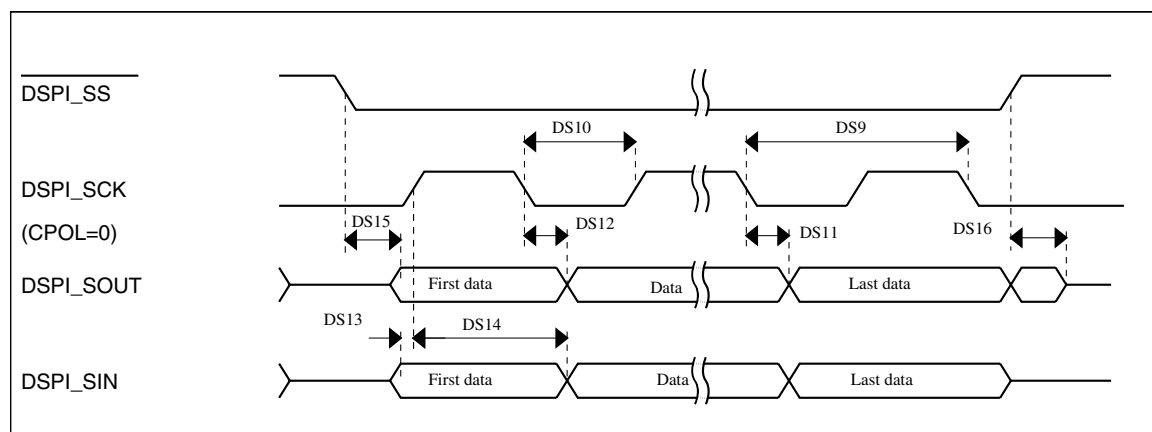 DSPI_SS
DS10
DS9
DSPI_SCK
(CPOL=0)
DS15
DS12
DS11
DS16
DSPI_SOUT
First data
Data
Last data
DS13
DS14
DSPI_SIN
First data
Data
Last data